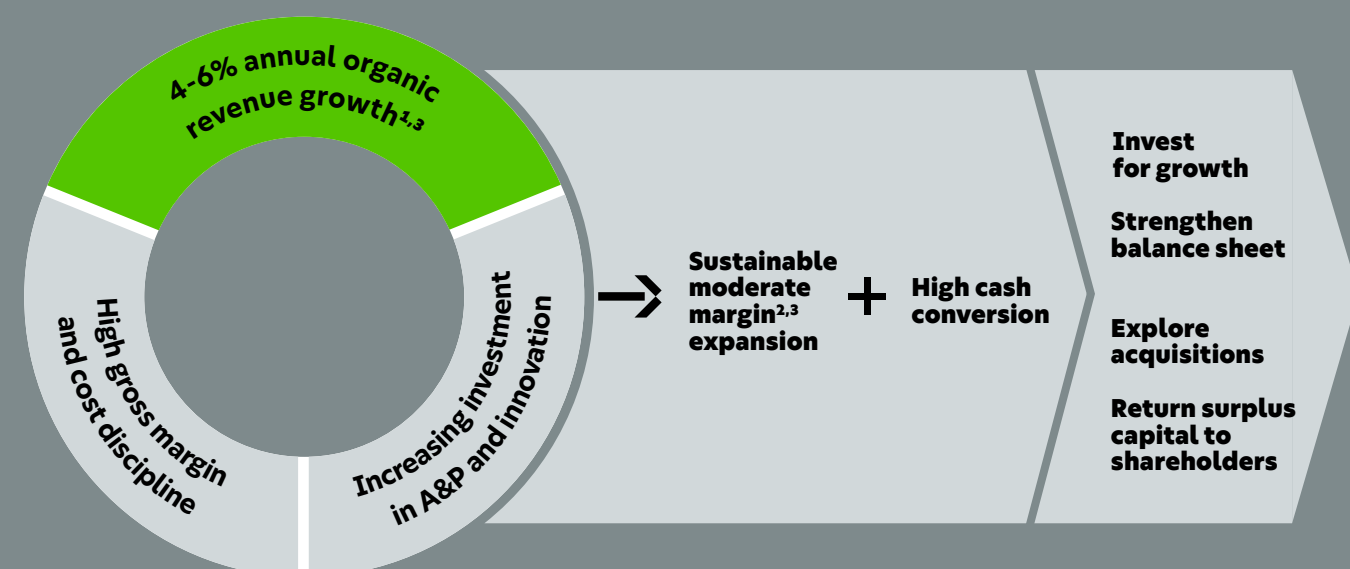 4-6% annual organic
revenue growth¹,³
High gross margin
and cost discipline
Increasing investment
in A&P and innovation
Sustainable
moderate
margin²,³
expansion
+
High cash
conversion
Invest
for growth
Strengthen
balance sheet
Explore
acquisitions
Return surplus
capital to
shareholders